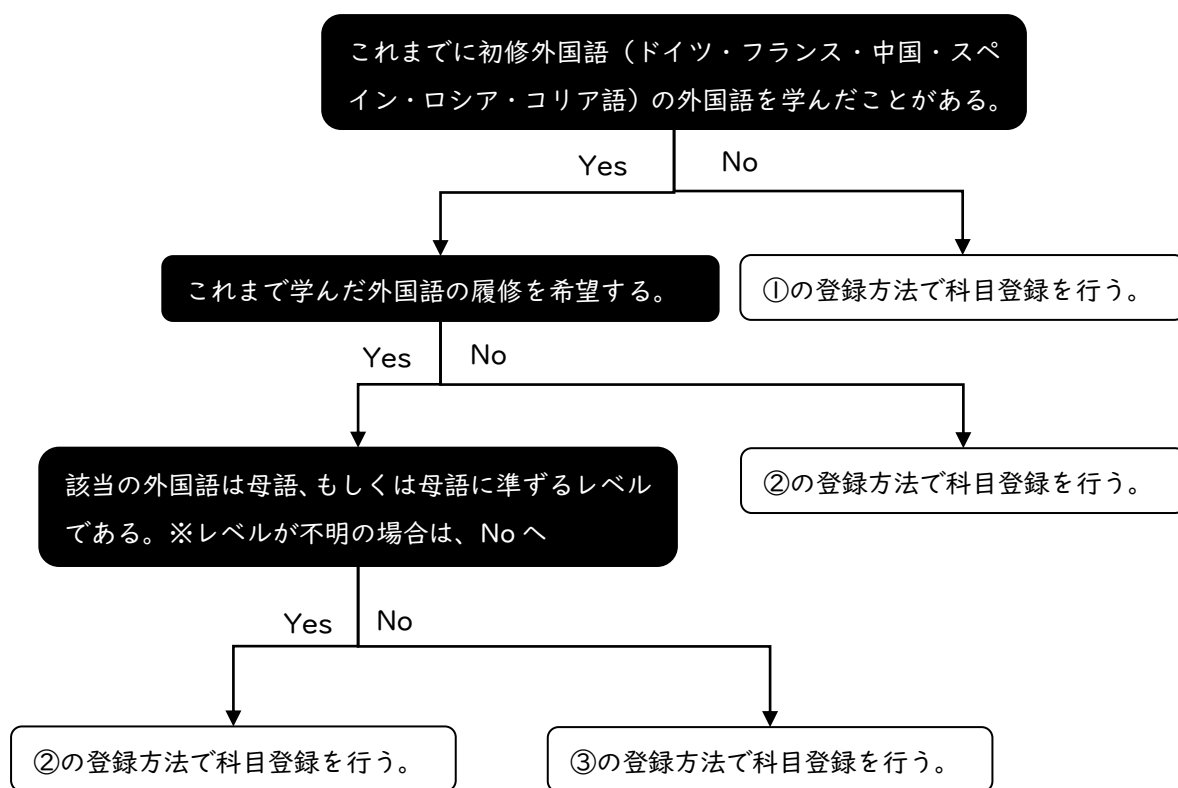 これまでに初修外国語（ドイツ・フランス・中国・スペ
イン・ロシア・コリア語）の外国語を学んだことがある。
Yes
No
これまで学んだ外国語の履修を希望する。
①の登録方法で科目登録を行う。
Yes
No
該当の外国語は母語、もしくは母語に準ずるレベル
である。※レベルが不明の場合は、No へ
②の登録方法で科目登録を行う。
Yes
No
②の登録方法で科目登録を行う。
③の登録方法で科目登録を行う。